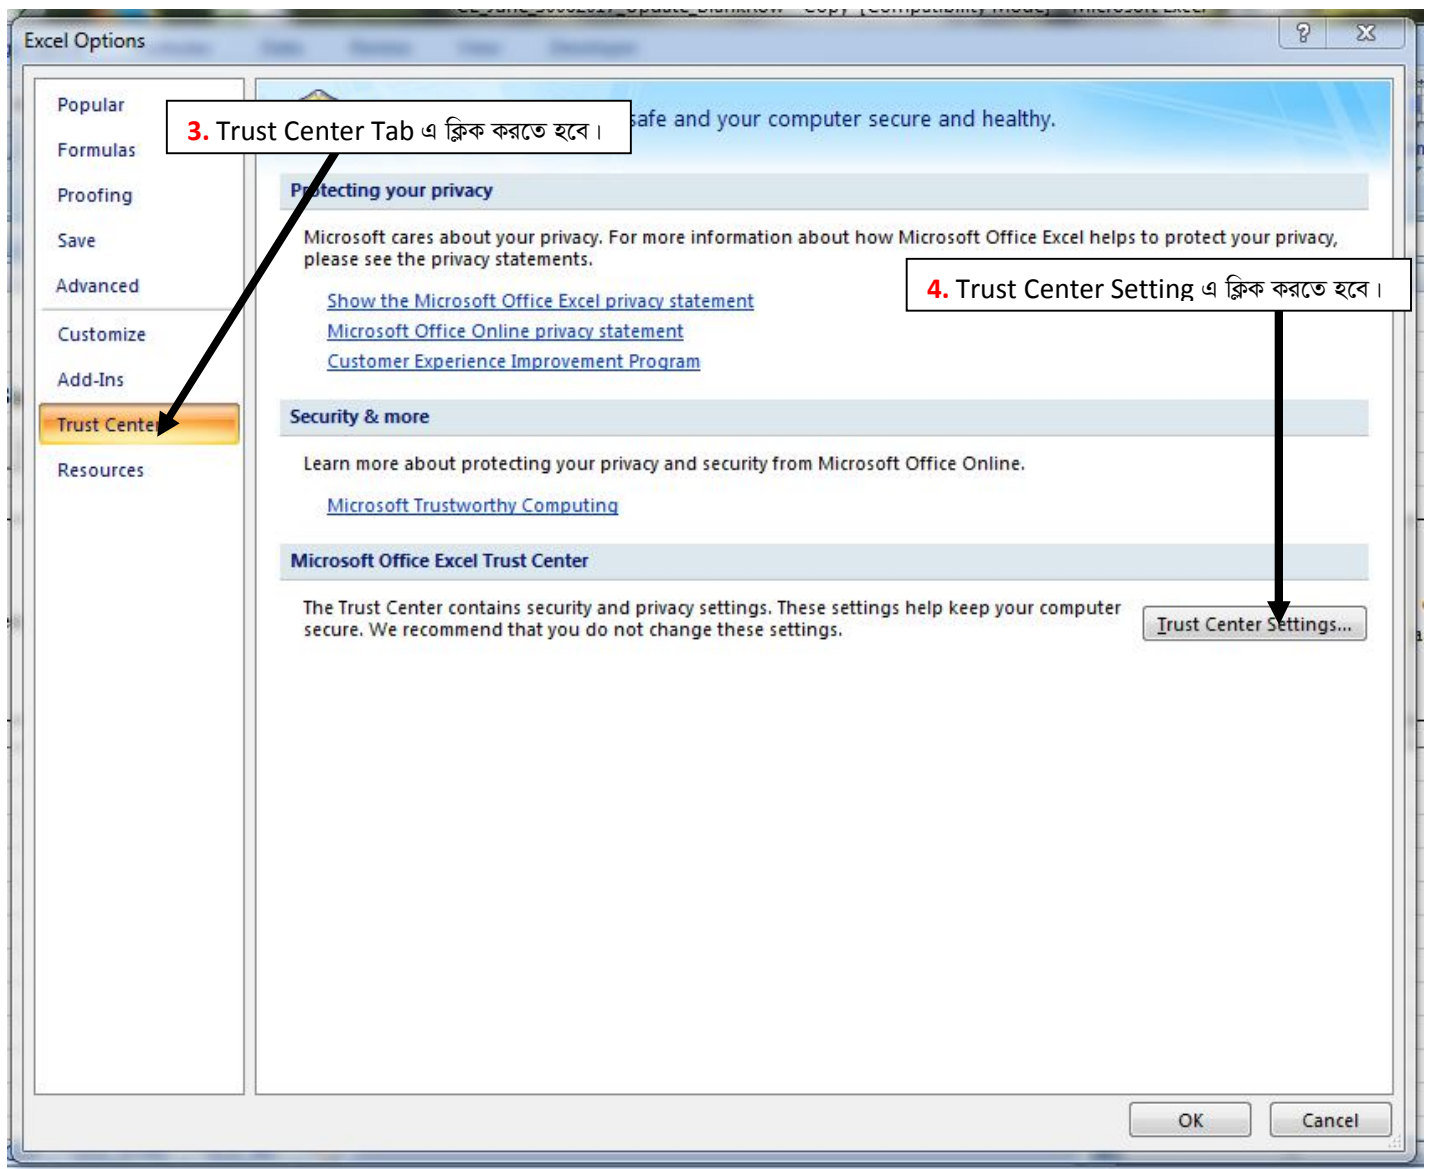 Excel Options
Popular
Formulas
Proofing
Save
Advanced
Customize
Add-Ins
Trust Center
Resources
3. Trust Center Tab এ ক্লিক করতে হবে।
safe and your computer secure and healthy.
Protecting your privacy
Microsoft cares about your privacy. For more information about how Microsoft Office Excel helps to protect your privacy,
please see the privacy statements.
4. Trust Center Setting এ ক্লিক করতে হবে।
Show the Microsoft Office Excel privacy statement
Microsoft Office Online privacy statement
Customer Experience Improvement Program
Security & more
Learn more about protecting your privacy and security from Microsoft Office Online.
Microsoft Trustworthy Computing
Microsoft Office Excel Trust Center
The Trust Center contains security and privacy settings. These settings help keep your computer
secure. We recommend that you do not change these settings.
Trust Center Settings...
OK
Cancel